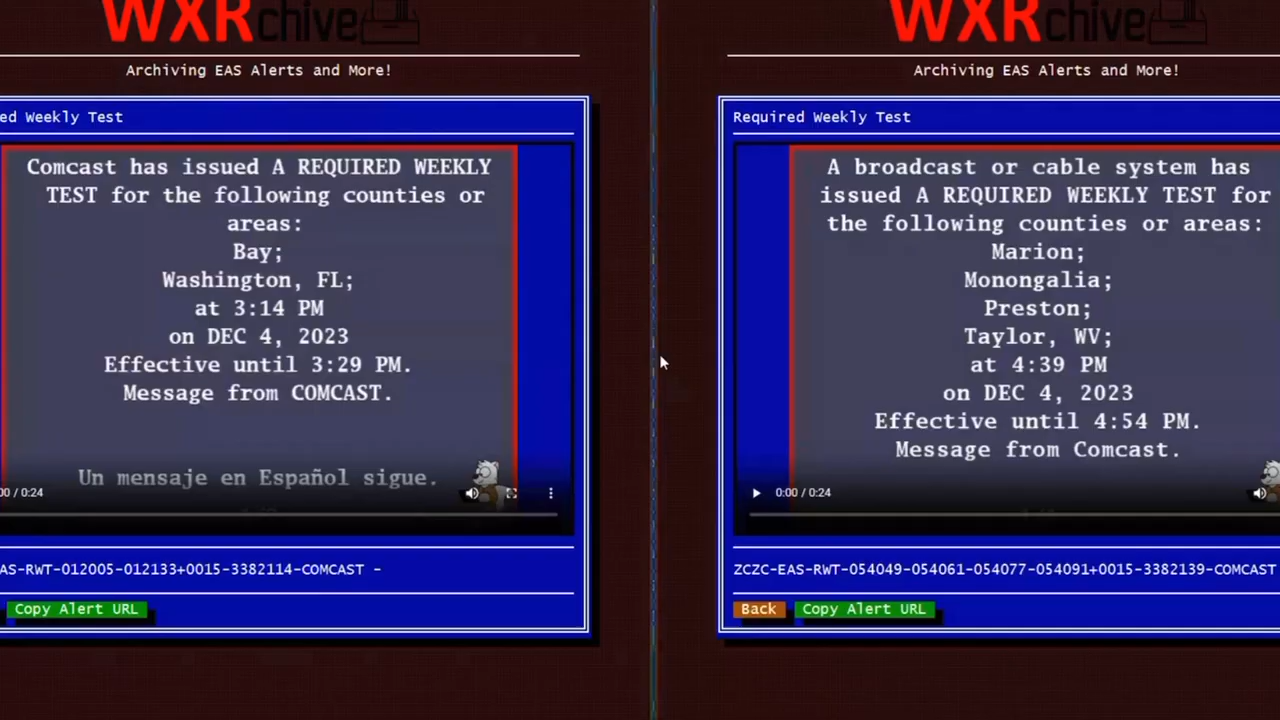 WXRchive
Archiving EAS Alerts and More!
ed Weekly Test
Comcast has issued A REQUIRED WEEKLY
TEST for the following counties or
areas:
Bay;
Washington, FL;
at 3:14 PM
on DEC 4, 2023
Effective until 3:29 PM.
Message from COMCAST.
Un mensaje en Español sigue.
00 / 0:24
AS-RWT-012005-012133+0015-3382114-COMCAST -
Copy Alert URL
WXRchive
Archiving EAS Alerts and More!
Required Weekly Test
A broadcast or cable system has
issued A REQUIRED WEEKLY TEST for
the following counties or areas:
Marion;
Monongalia;
Preston;
Taylor, WV;
at 4:39 PM
on DEC 4, 2023
Effective until 4:54 PM.
Message from Comcast.
0:00 / 0:24
ZCZC-EAS-RWT-054049-054061-054077-054091+0015-3382139-COMCAST
Back
Copy Alert URL